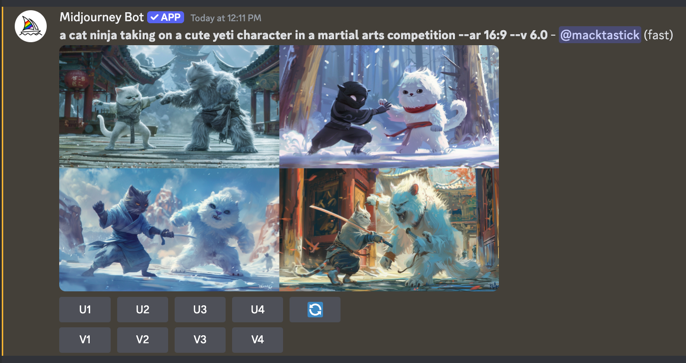 Midjourney Bot ✓ APP Today at 12:11 PM
a cat ninja taking on a cute yeti character in a martial arts competition --ar 16:9 --v 6.0 - @macktastick (fast)
U1 U2 U3 U4
V1 V2 V3 V4